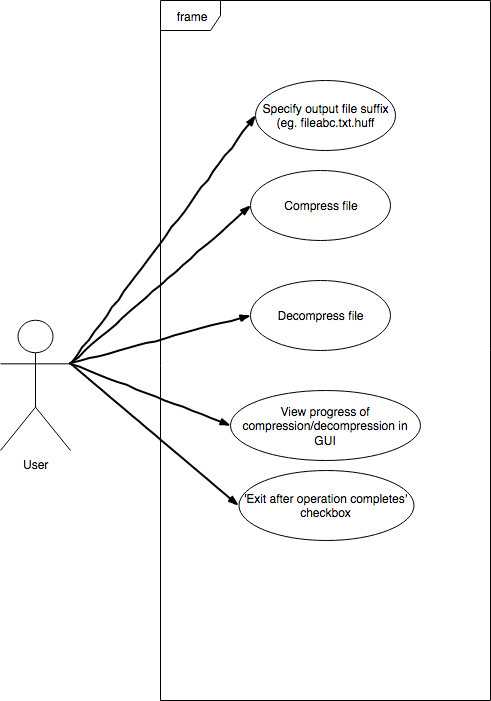 frame
Specify output file suffix
(eg. fileabc.txt.huff
Compress file
Decompress file
View progress of
compression/decompression in
GUI
'Exit after operation completes'
checkbox
User